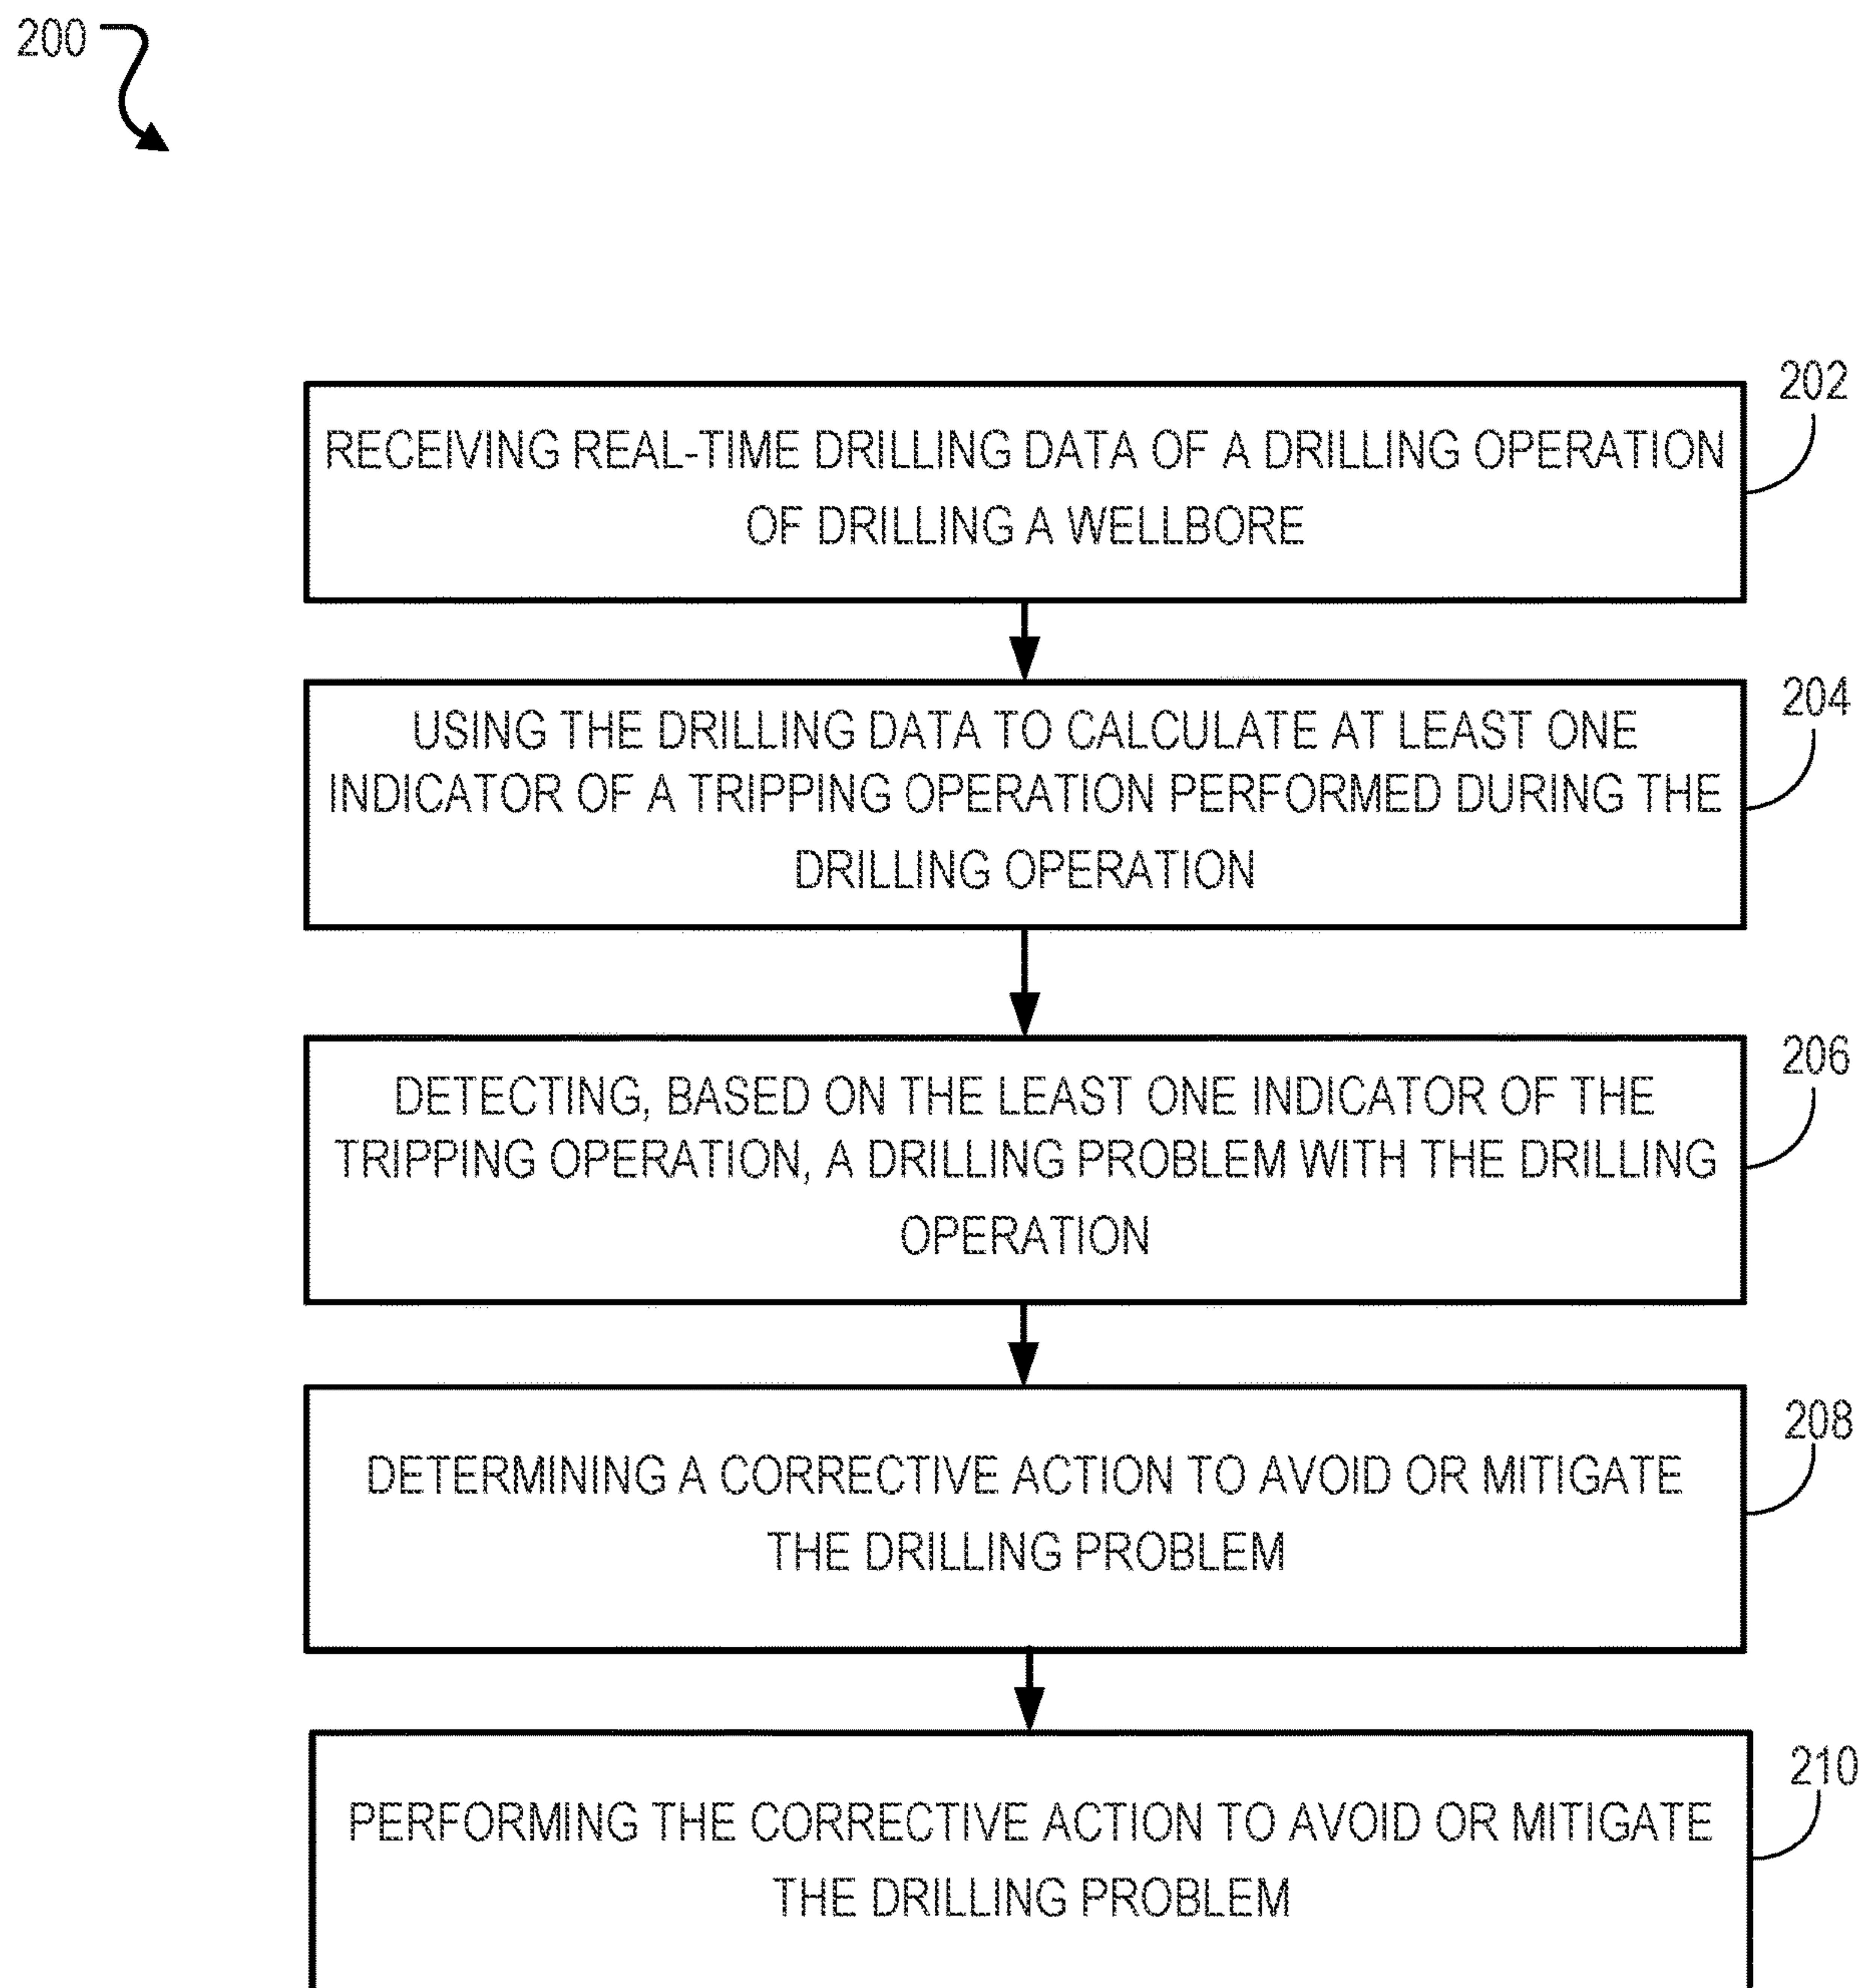 200
202
RECEIVING REAL-TIME DRILLING DATA OF A DRILLING OPERATION
OF DRILLING A WELLBORE
204
USING THE DRILLING DATA TO CALCULATE AT LEAST ONE
INDICATOR OF A TRIPPING OPERATION PERFORMED DURING THE
DRILLING OPERATION
206
DETECTING, BASED ON THE LEAST ONE INDICATOR OF THE
TRIPPING OPERATION, A DRILLING PROBLEM WITH THE DRILLING
OPERATION
208
DETERMINING A CORRECTIVE ACTION TO AVOID OR MITIGATE
THE DRILLING PROBLEM
210
PERFORMING THE CORRECTIVE ACTION TO AVOID OR MITIGATE
THE DRILLING PROBLEM